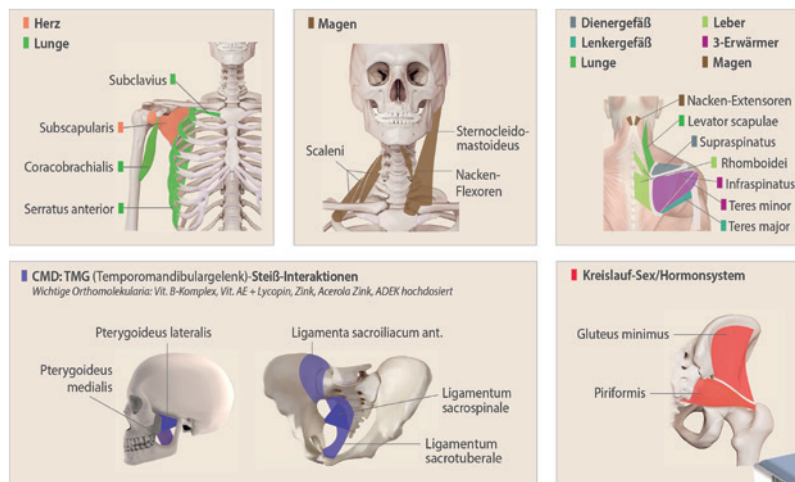 Herz
Lunge
Subclavius
Subscapularis
Coracobrachialis
Serratus anterior
Magen
Scaleni
Sternocleido-
mastoideus
Nacken-
Flexoren
Dienergefäß
Lenkergefäß
Lunge
Leber
3-Erwärmer
Magen
Nacken-Extensoren
Levator scapulae
Supraspinatus
Rhomboidei
Infraspinatus
Teres minor
Teres major
CMD: TMG (Temporomandibulargelenk)-Steiß-Interaktionen
Wichtige Orthomolekularia: Vit. B-Komplex, Vit. AE + Lycopin, Zink, Acerola Zink, ADEK hochdosiert
Pterygoideus lateralis
Pterygoideus
medialis
Ligamenta sacroiliacum ant.
Ligamentum
sacrospinale
Ligamentum
sacrotuberale
Kreislauf-Sex/Hormonsystem
Gluteus minimus
Piriformis